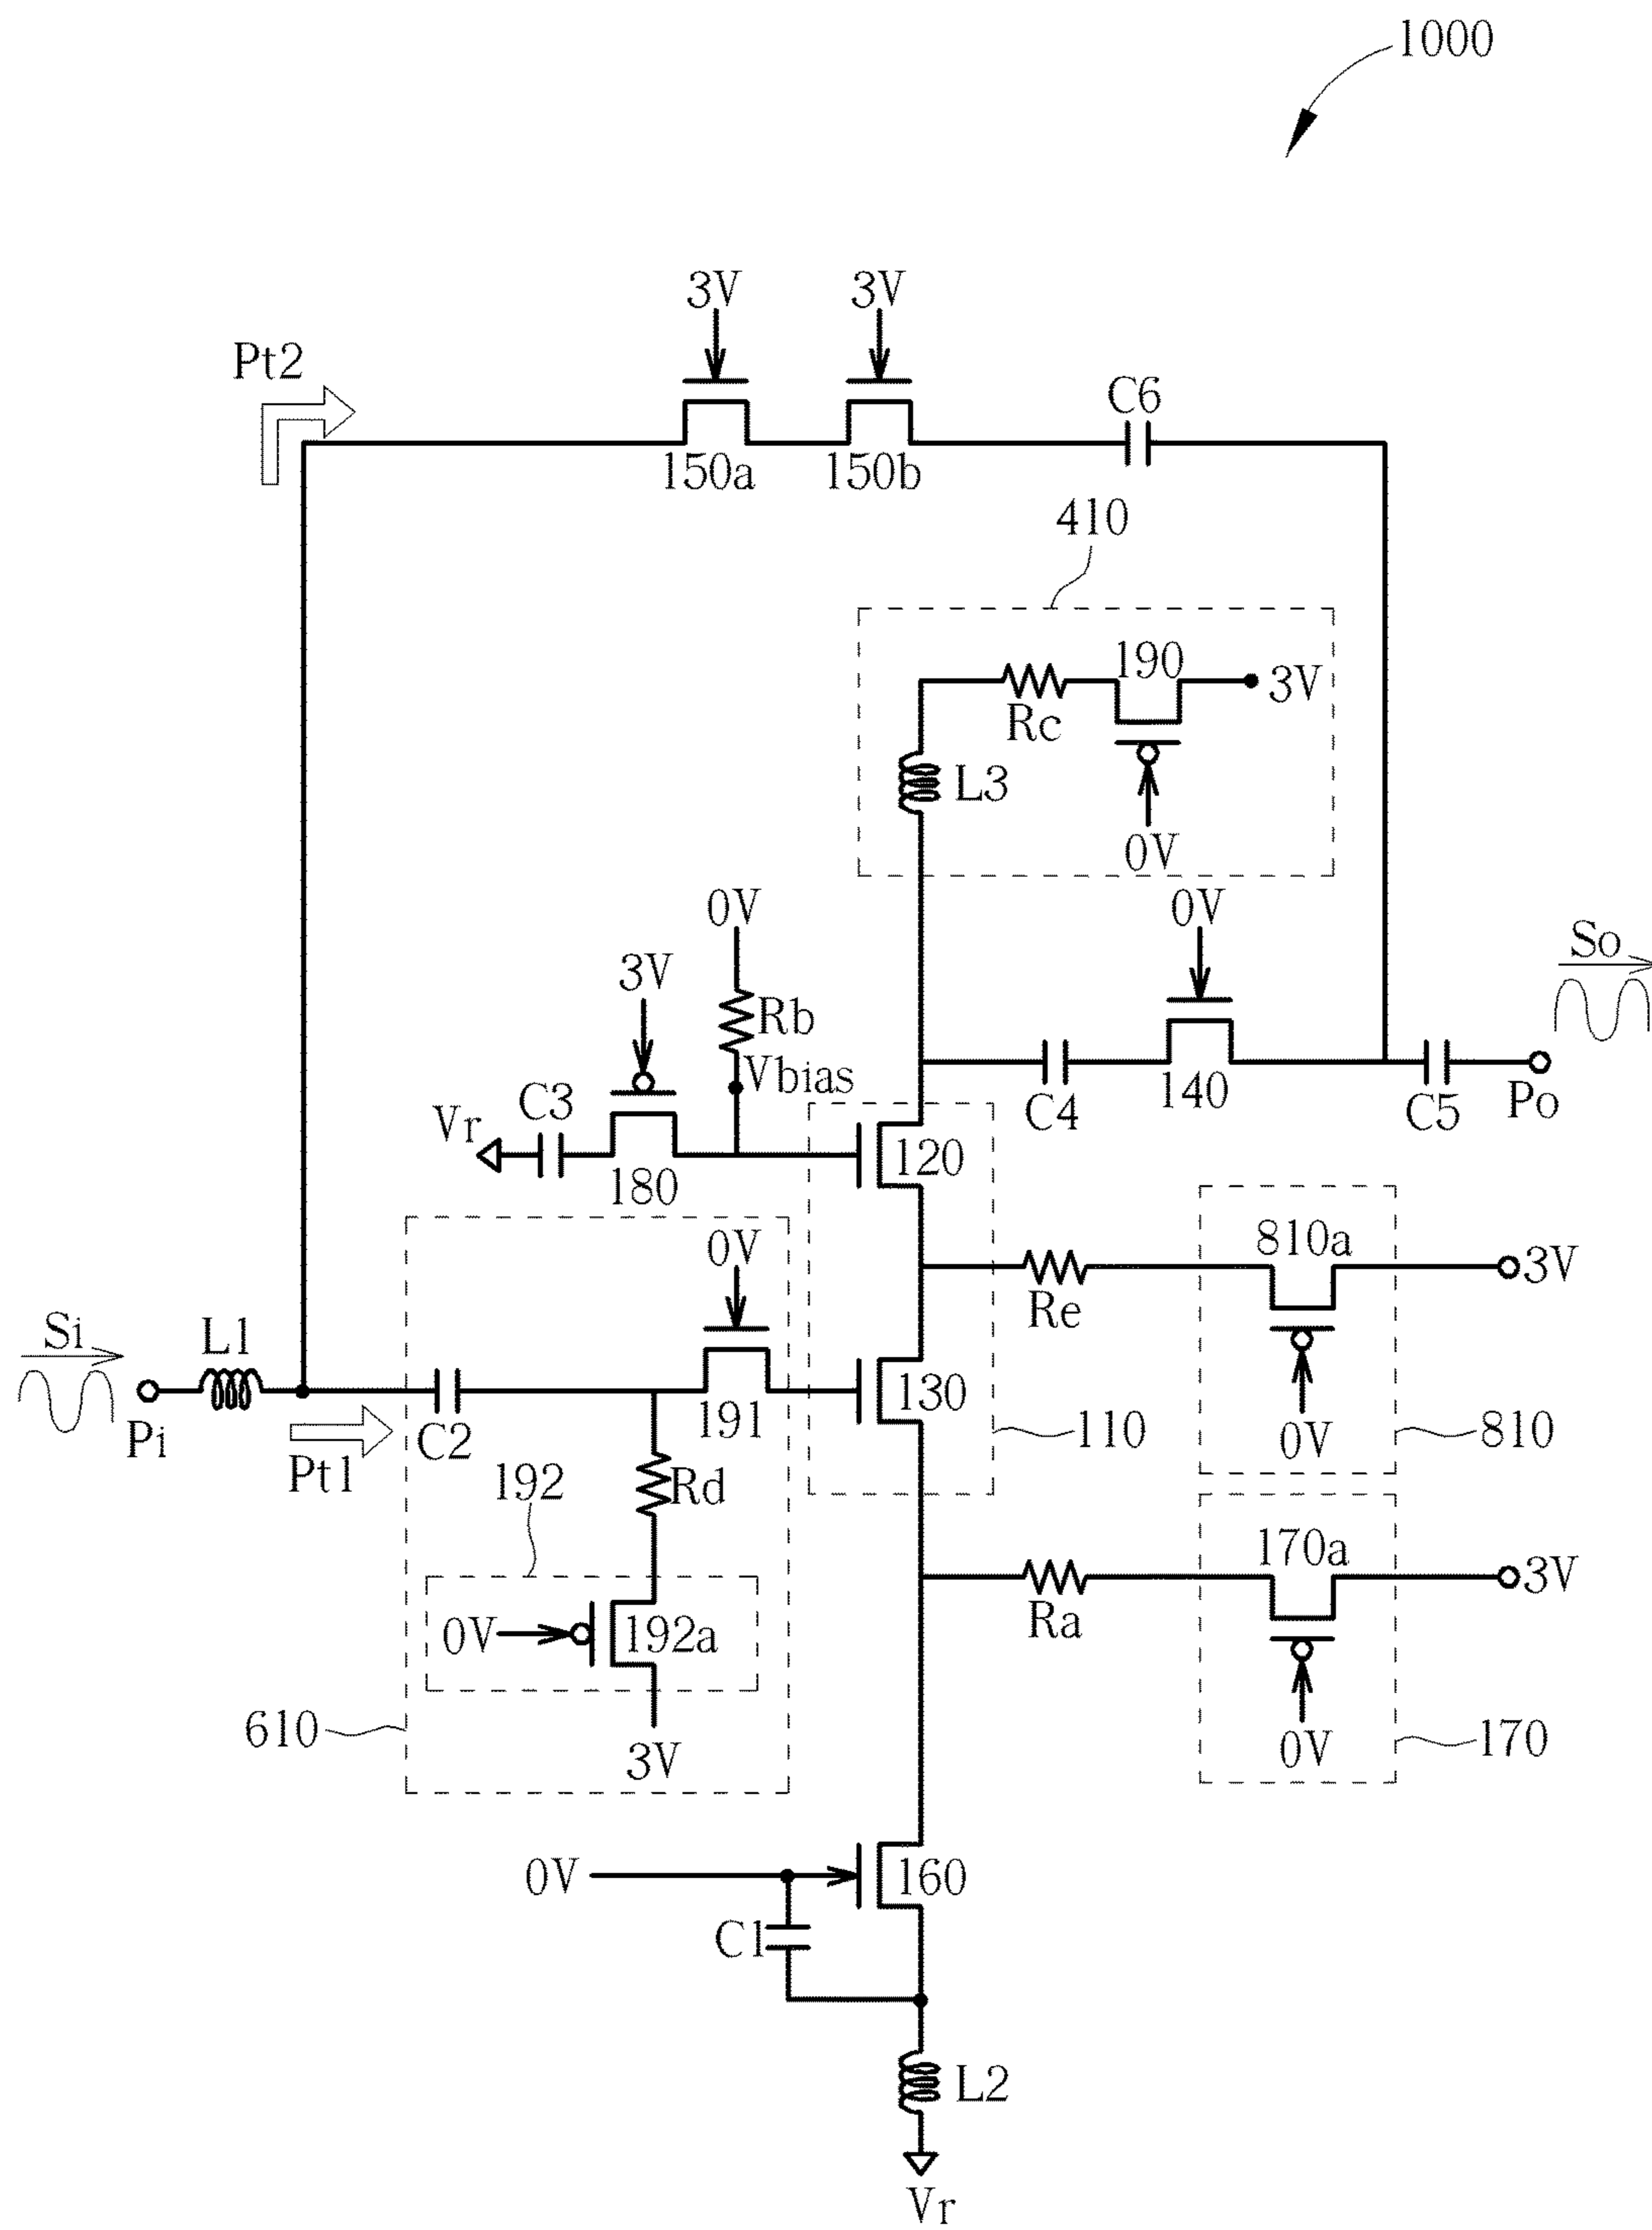 1000
3V
3V
Pt2
C6
150a
150b
410
190
3V
Rc
L3
0V
0V
0V
3V
So
Rb
Vbias
C3
140
Vr
C4
C5
Po
120
180
0V
810a
3V
Re
Si
L1
130
191
0V
Pi
C2
110
810
Pt1
192
Rd
170a
3V
Ra
0V
192a
0V
610
170
3V
0V
160
C1
L2
Vr